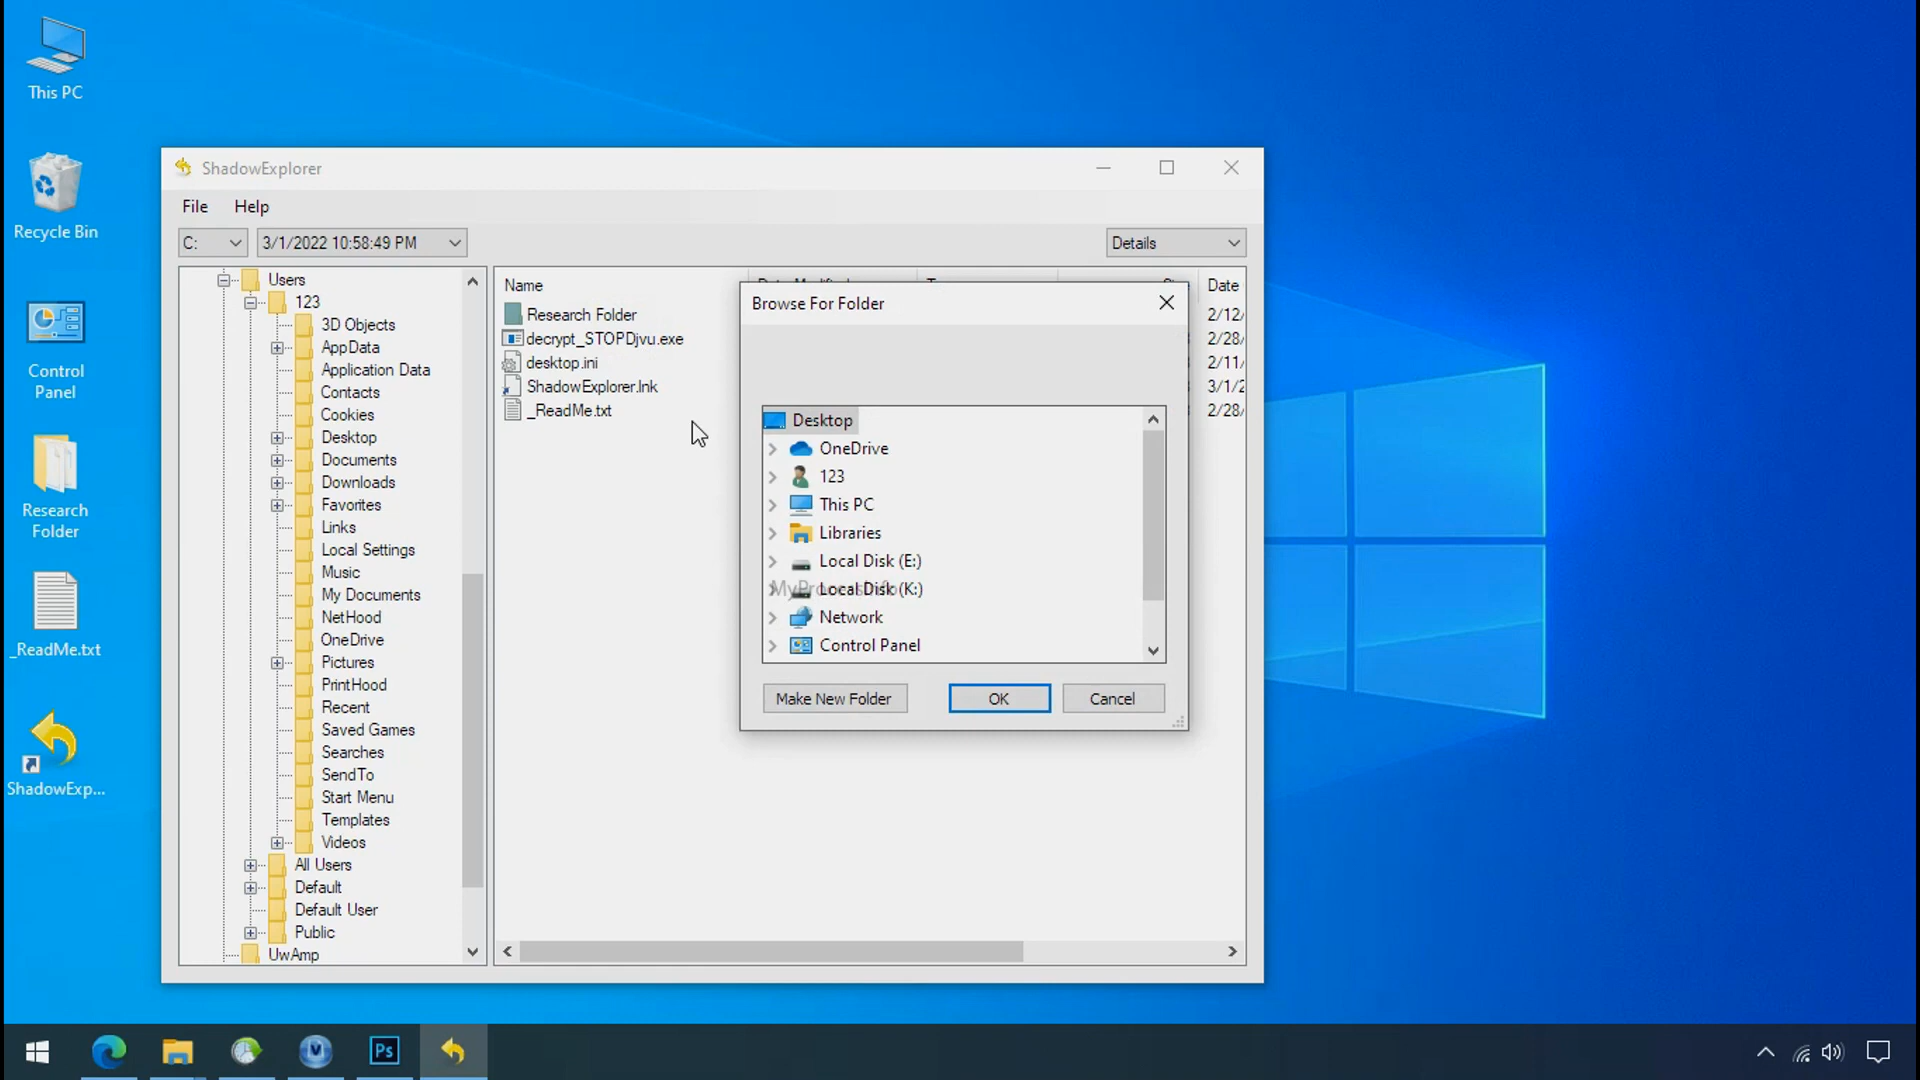 This PC
Recycle Bin
Control
Panel
Research
Folder
_ReadMe.txt
ShadowExp...
ShadowExplorer
File Help
C: 3/1/2022 10:58:49 PM Details
Users
123
3D Objects
AppData
Application Data
Contacts
Cookies
Desktop
Documents
Downloads
Favorites
Links
Local Settings
Music
My Documents
NetHood
OneDrive
Pictures
PrintHood
Recent
Saved Games
Searches
SendTo
Start Menu
Templates
Videos
All Users
Default
Default User
Public
UwAmp
Name Date
Research Folder 2/12/
decrypt_STOPDjvu.exe 2/28/
desktop.ini 2/11/
ShadowExplorer.lnk 3/1/2
_ReadMe.txt 2/28/
Browse For Folder
Desktop
OneDrive
123
This PC
Libraries
Local Disk (E:)
Local Disk (K:)
Network
Control Panel
Make New Folder OK Cancel
Ps